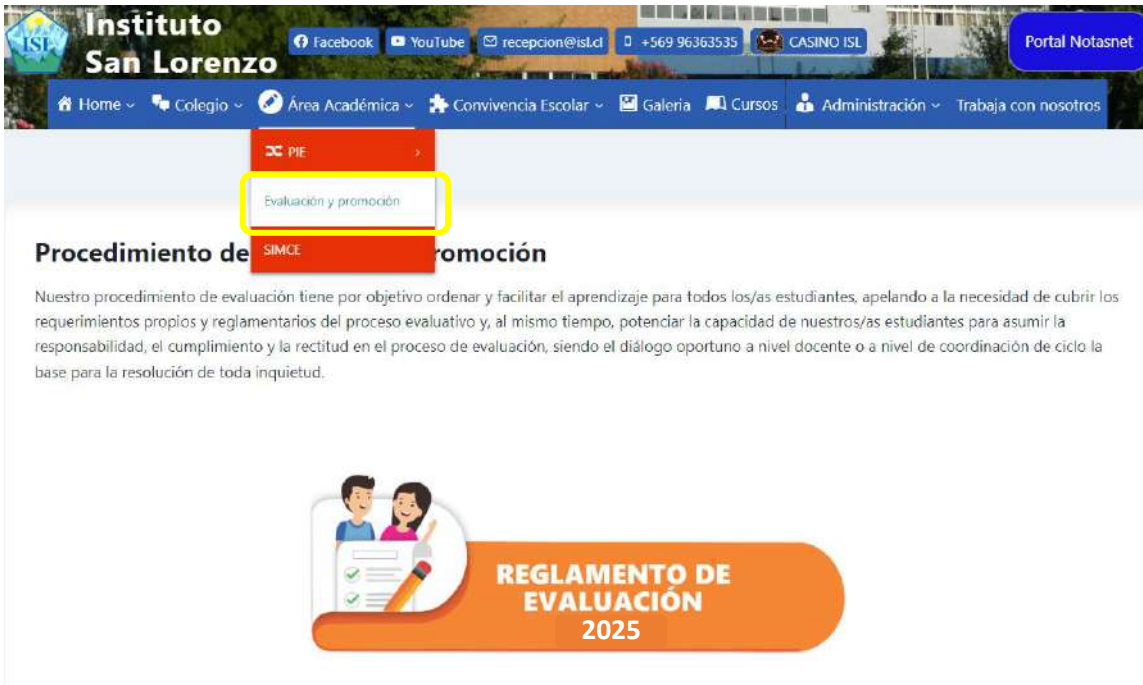 Instituto
San Lorenzo
ISL
Facebook
YouTube
recepcion@isl.cl
+569 96363535
CASINO ISL
Portal Notasnet
Home
Colegio
Área Académica
Convivencia Escolar
Galeria
Cursos
Administración
Trabaja con nosotros
PIE
Evaluación y promoción
SIMCE
Procedimiento de romoción
Nuestro procedimiento de evaluación tiene por objetivo ordenar y facilitar el aprendizaje para todos los/as estudiantes, apelando a la necesidad de cubrir los
requerimientos propios y reglamentarios del proceso evaluativo y, al mismo tiempo, potenciar la capacidad de nuestros/as estudiantes para asumir la
responsabilidad, el cumplimiento y la rectitud en el proceso de evaluación, siendo el diálogo oportuno a nivel docente o a nivel de coordinación de ciclo la
base para la resolución de toda inquietud.
REGLAMENTO DE
EVALUACIÓN
2025